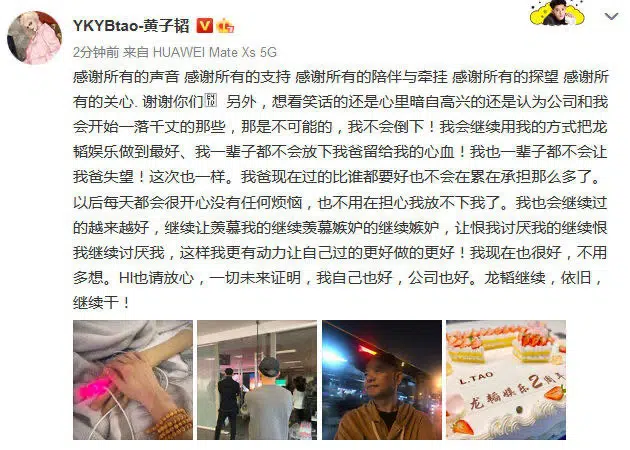 YKYBtao-黄子韬
2分钟前 来自 HUAWEI Mate Xs 5G
感谢所有的声音 感谢所有的支持 感谢所有的陪伴与牵挂 感谢所有的探望 感谢所
有的关心. 谢谢你们 另外，想看笑话的还是心里暗自高兴的还是认为公司和我
会开始一落千丈的那些，那是不可能的，我不会倒下！我会继续用我的方式把龙
韬娱乐做到最好、我一辈子都不会放下我爸留给我的心血！我也一辈子都不会让
我爸失望！这次也一样。我爸现在过的比谁都要好也不会在累在承担那么多了。
以后每天都会很开心没有任何烦恼，也不用在担心我放不下我了。我也会继续过
的越来越好，继续让羡慕我的继续羡慕嫉妒的继续嫉妒，让恨我讨厌我的继续恨
我继续讨厌我，这样我更有动力让自己过的更好做的更好！我现在也很好，不用
多想。HI也请放心，一切未来证明，我自己也好，公司也好。龙韬继续，依旧，
继续干！
L.TAO
龙韬娱乐2周年